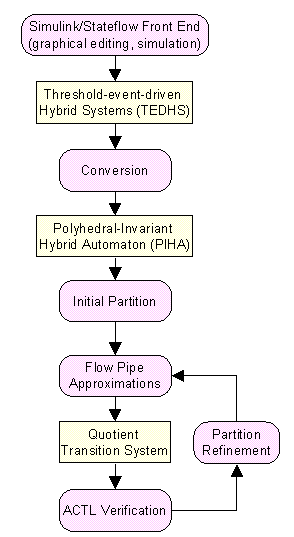 Simulink/Stateflow Front End
(graphical editing, simulation)
Threshold-event-driven
Hybrid Systems (TEDHS)
Conversion
Polyhedral-Invariant
Hybrid Automaton (PIHA)
Initial Partition
Flow Pipe
Approximations
Quotient
Transition System
Partition
Refinement
ACTL Verification